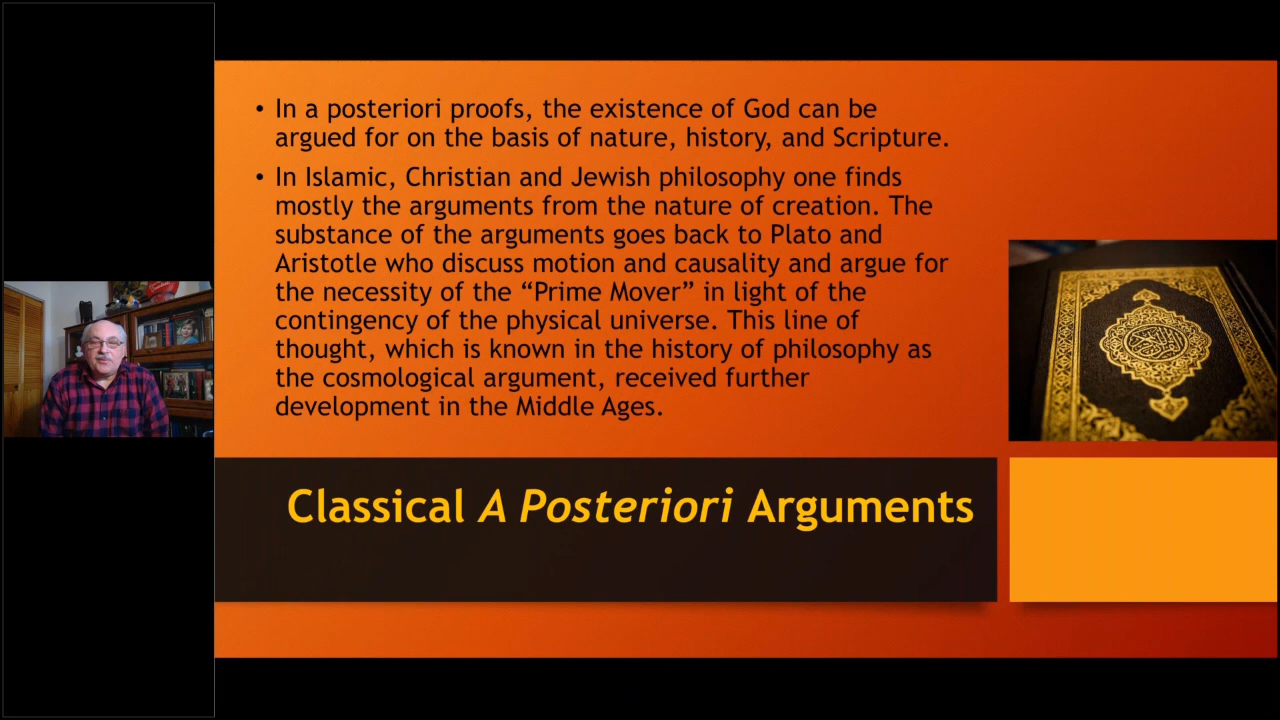 • In a posteriori proofs, the existence of God can be
argued for on the basis of nature, history, and Scripture.
• In Islamic, Christian and Jewish philosophy one finds
mostly the arguments from the nature of creation. The
substance of the arguments goes back to Plato and
Aristotle who discuss motion and causality and argue for
the necessity of the “Prime Mover” in light of the
contingency of the physical universe. This line of
thought, which is known in the history of philosophy as
the cosmological argument, received further
development in the Middle Ages.
Classical A Posteriori Arguments